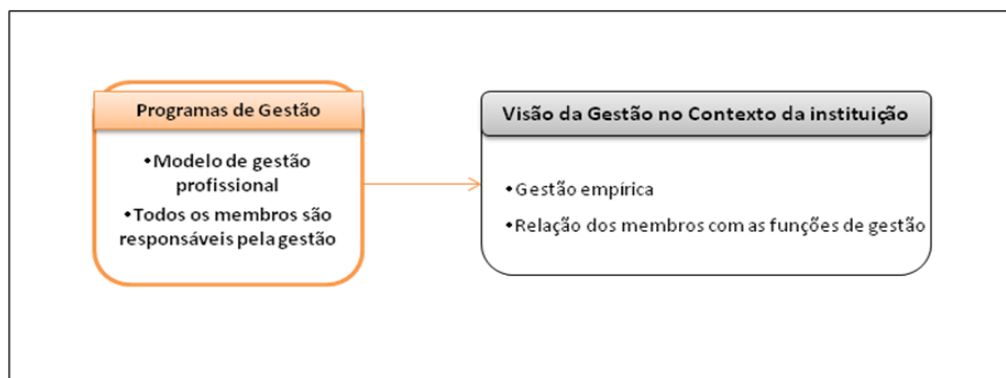 Programas de Gestão
•Modelo de gestão
profissional
•Todos os membros são
responsáveis pela gestão
Visão da Gestão no Contexto da instituição
•Gestão empírica
•Relação dos membros com as funções de gestão